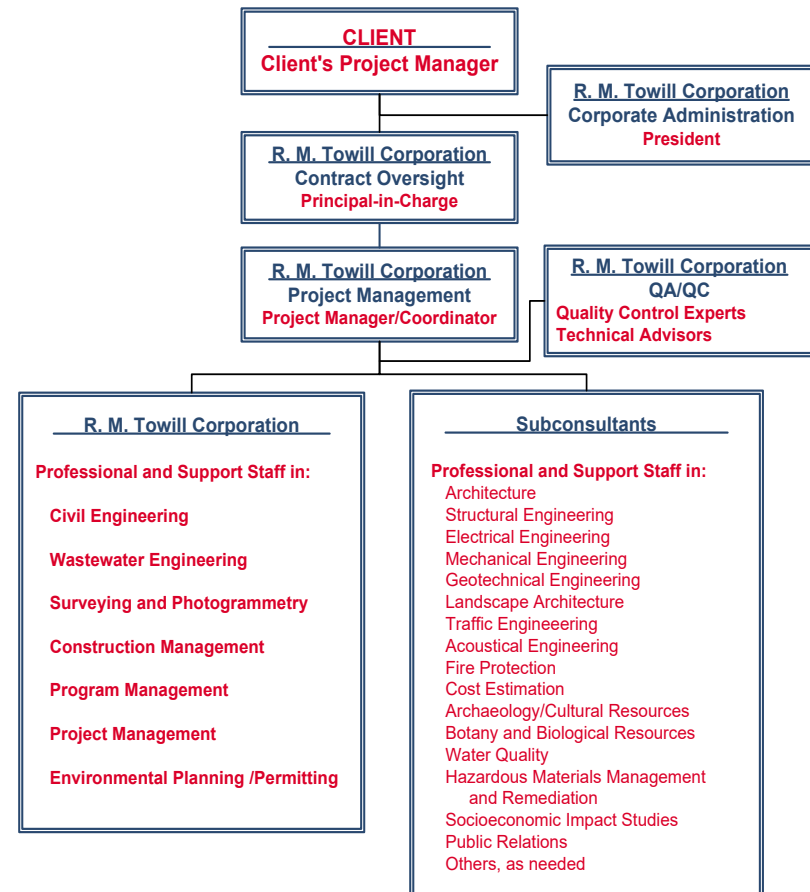 CLIENT
Client's Project Manager
R. M. Towill Corporation
Corporate Administration
President
R. M. Towill Corporation
Contract Oversight
Principal-in-Charge
R. M. Towill Corporation
Project Management
Project Manager/Coordinator
R. M. Towill Corporation
QA/QC
Quality Control Experts
Technical Advisors
R. M. Towill Corporation
Professional and Support Staff in:
Civil Engineering
Wastewater Engineering
Surveying and Photogrammetry
Construction Management
Program Management
Project Management
Environmental Planning /Permitting
Subconsultants
Professional and Support Staff in:
Architecture
Structural Engineering
Electrical Engineering
Mechanical Engineering
Geotechnical Engineering
Landscape Architecture
Traffic Engineeering
Acoustical Engineering
Fire Protection
Cost Estimation
Archaeology/Cultural Resources
Botany and Biological Resources
Water Quality
Hazardous Materials Management
and Remediation
Socioeconomic Impact Studies
Public Relations
Others, as needed